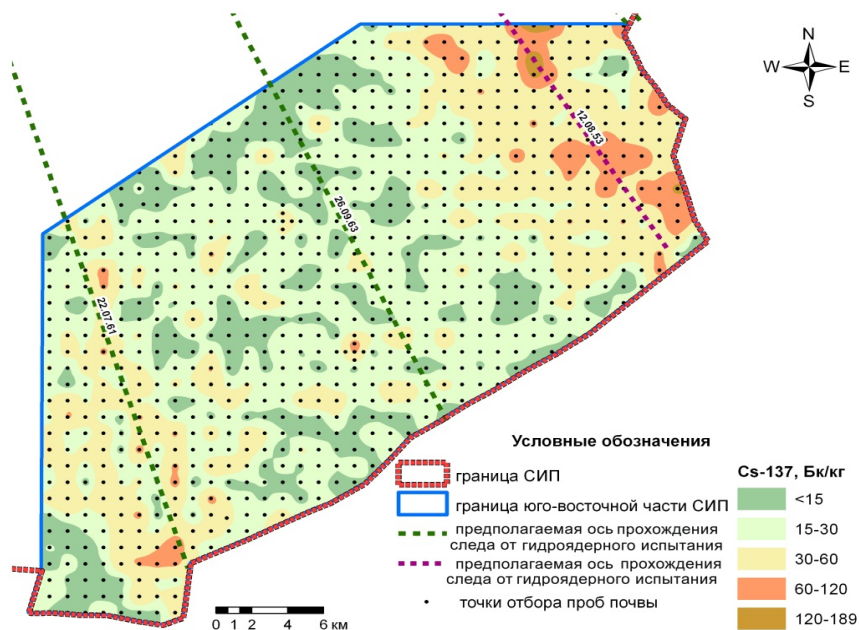 N
W E
S
12.08.53
26.09.63
22.07.61
Условные обозначения
граница СИП
граница юго-восточной части СИП
предполагаемая ось прохождения
следа от гидроядерного испытания
предполагаемая ось прохождения
следа от гидроядерного испытания
точки отбора проб почвы
Cs-137, Бк/кг
<15
15-30
30-60
60-120
120-189
0 1 2 4 6 км